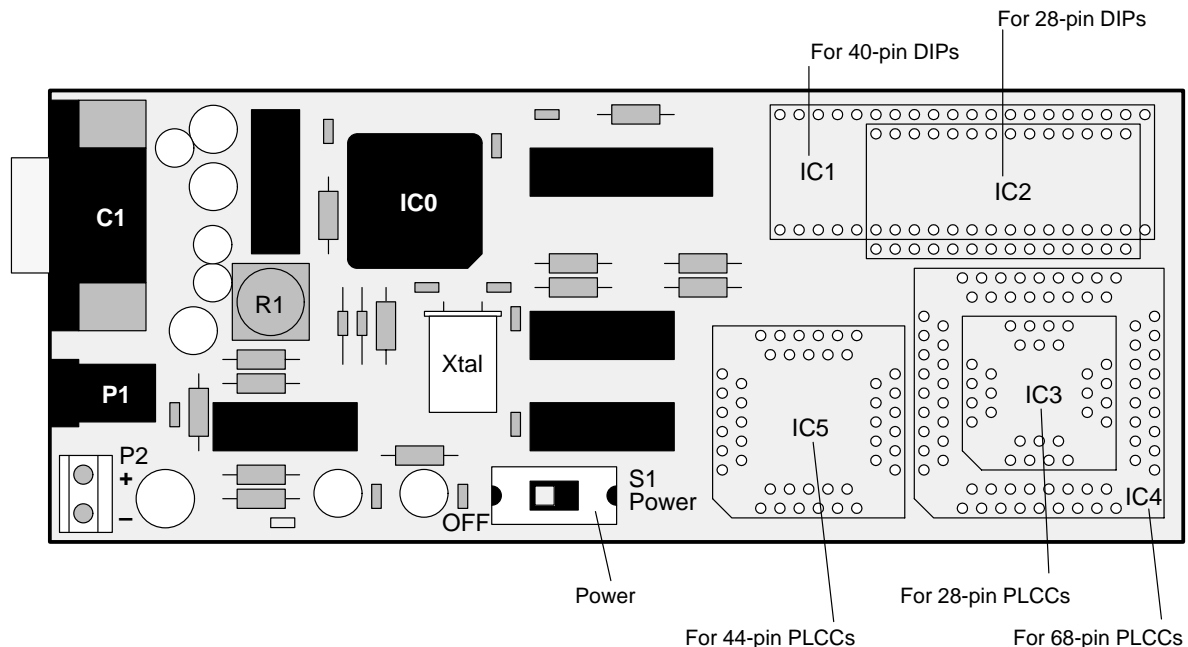 For 28-pin DIPs
For 40-pin DIPs
IC1
IC2
C1
IC0
R1
Xtal
P1
IC3
IC5
P2
+
–
S1
Power
OFF
IC4
Power
For 28-pin PLCCs
For 44-pin PLCCs
For 68-pin PLCCs